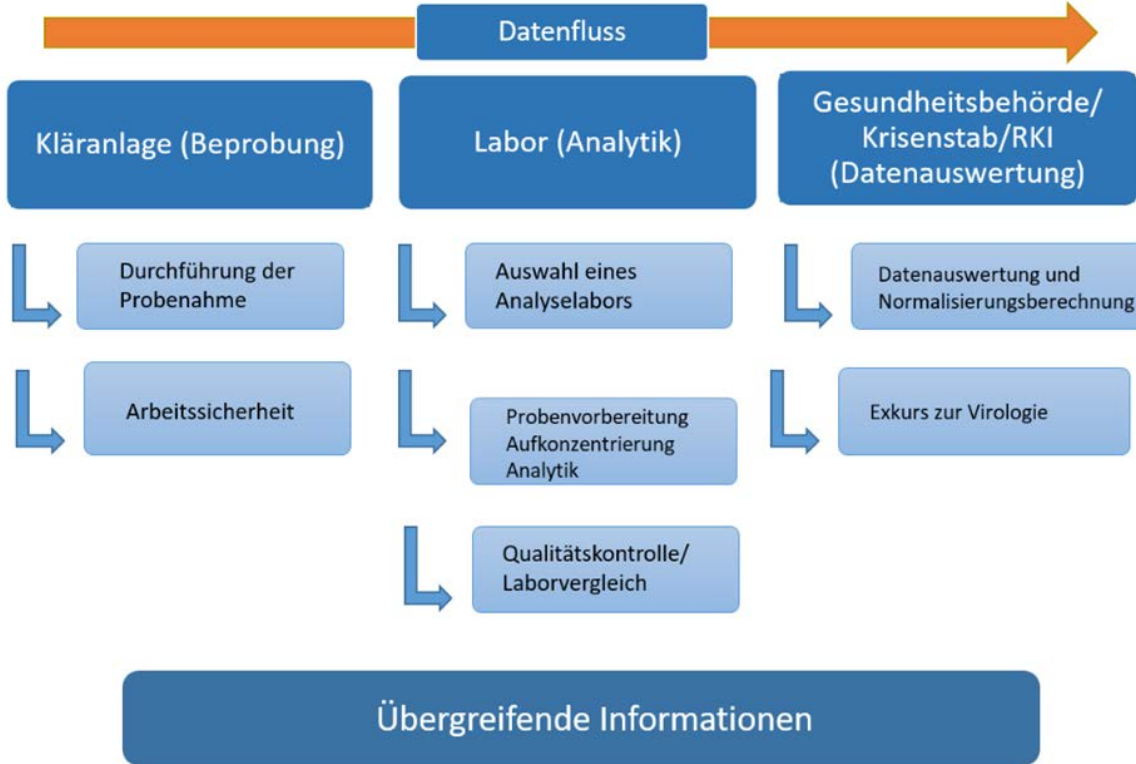 Datenfluss
Kläranlage (Beprobung)
Labor (Analytik)
Gesundheitsbehörde/
Krisenstab/RKI
(Datenauswertung)
Durchführung der
Probenahme
Arbeitssicherheit
Auswahl eines
Analyselabors
Probenvorbereitung
Aufkonzentrierung
Analytik
Qualitätskontrolle/
Laborvergleich
Datenauswertung und
Normalisierungsberechnung
Exkurs zur Virologie
Übergreifende Informationen